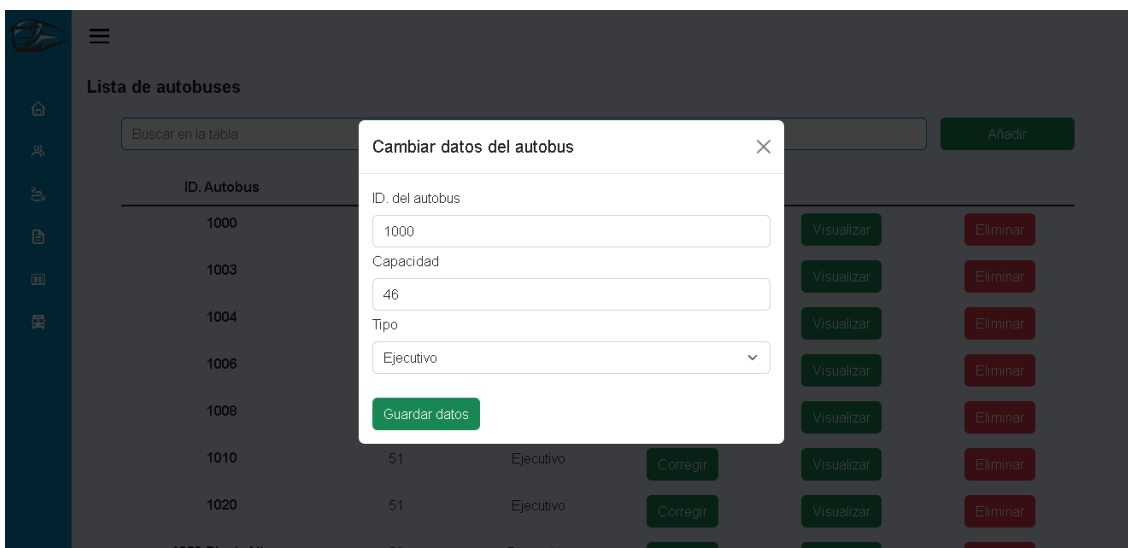 Lista de autobuses
Buscar en la tabla
Añadir
Cambiar datos del autobus
ID. del autobus
1000
Capacidad
46
Tipo
Ejecutivo
Guardar datos
ID. Autobus
1000 Visualizar Eliminar
1003 Visualizar Eliminar
1004 Visualizar Eliminar
1006 Visualizar Eliminar
1008 Visualizar Eliminar
1010 51 Ejecutivo Corregir Visualizar Eliminar
1020 51 Ejecutivo Corregir Visualizar Eliminar